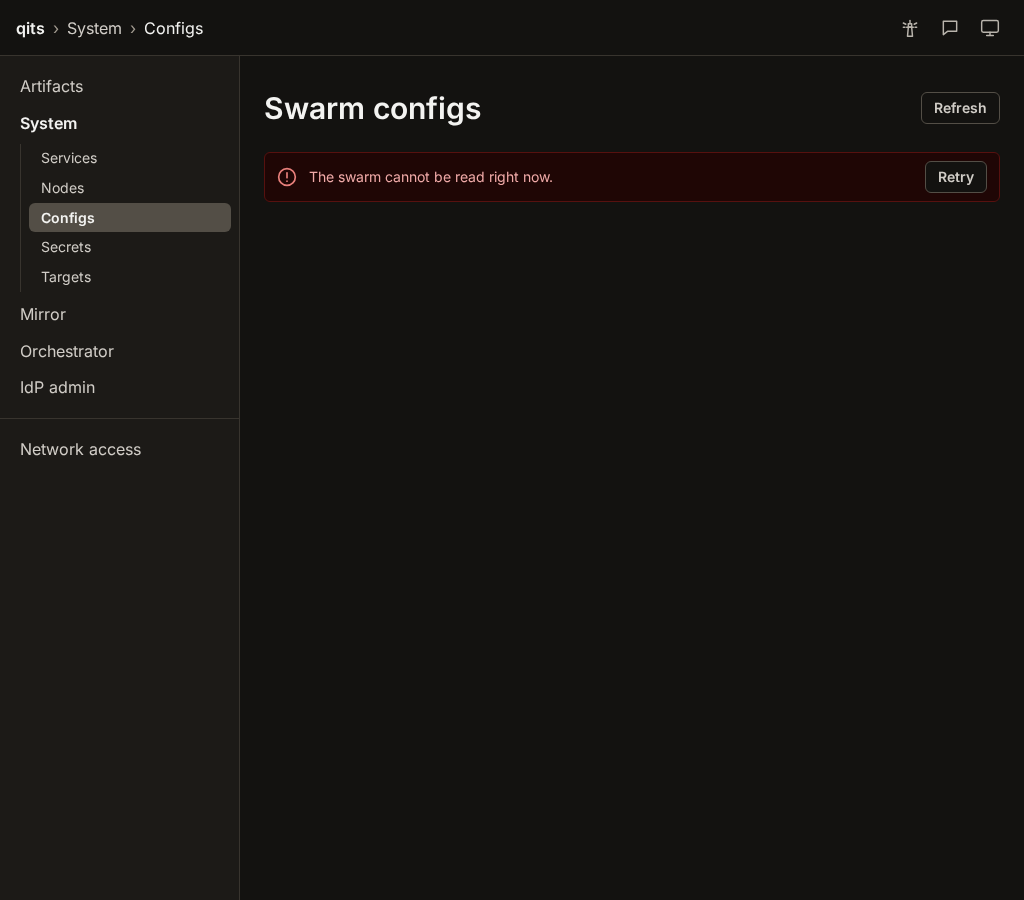 qits › System › Configs
Artifacts
System
Services
Nodes
Configs
Secrets
Targets
Mirror
Orchestrator
IdP admin
Network access
Swarm configs
Refresh
The swarm cannot be read right now.
Retry